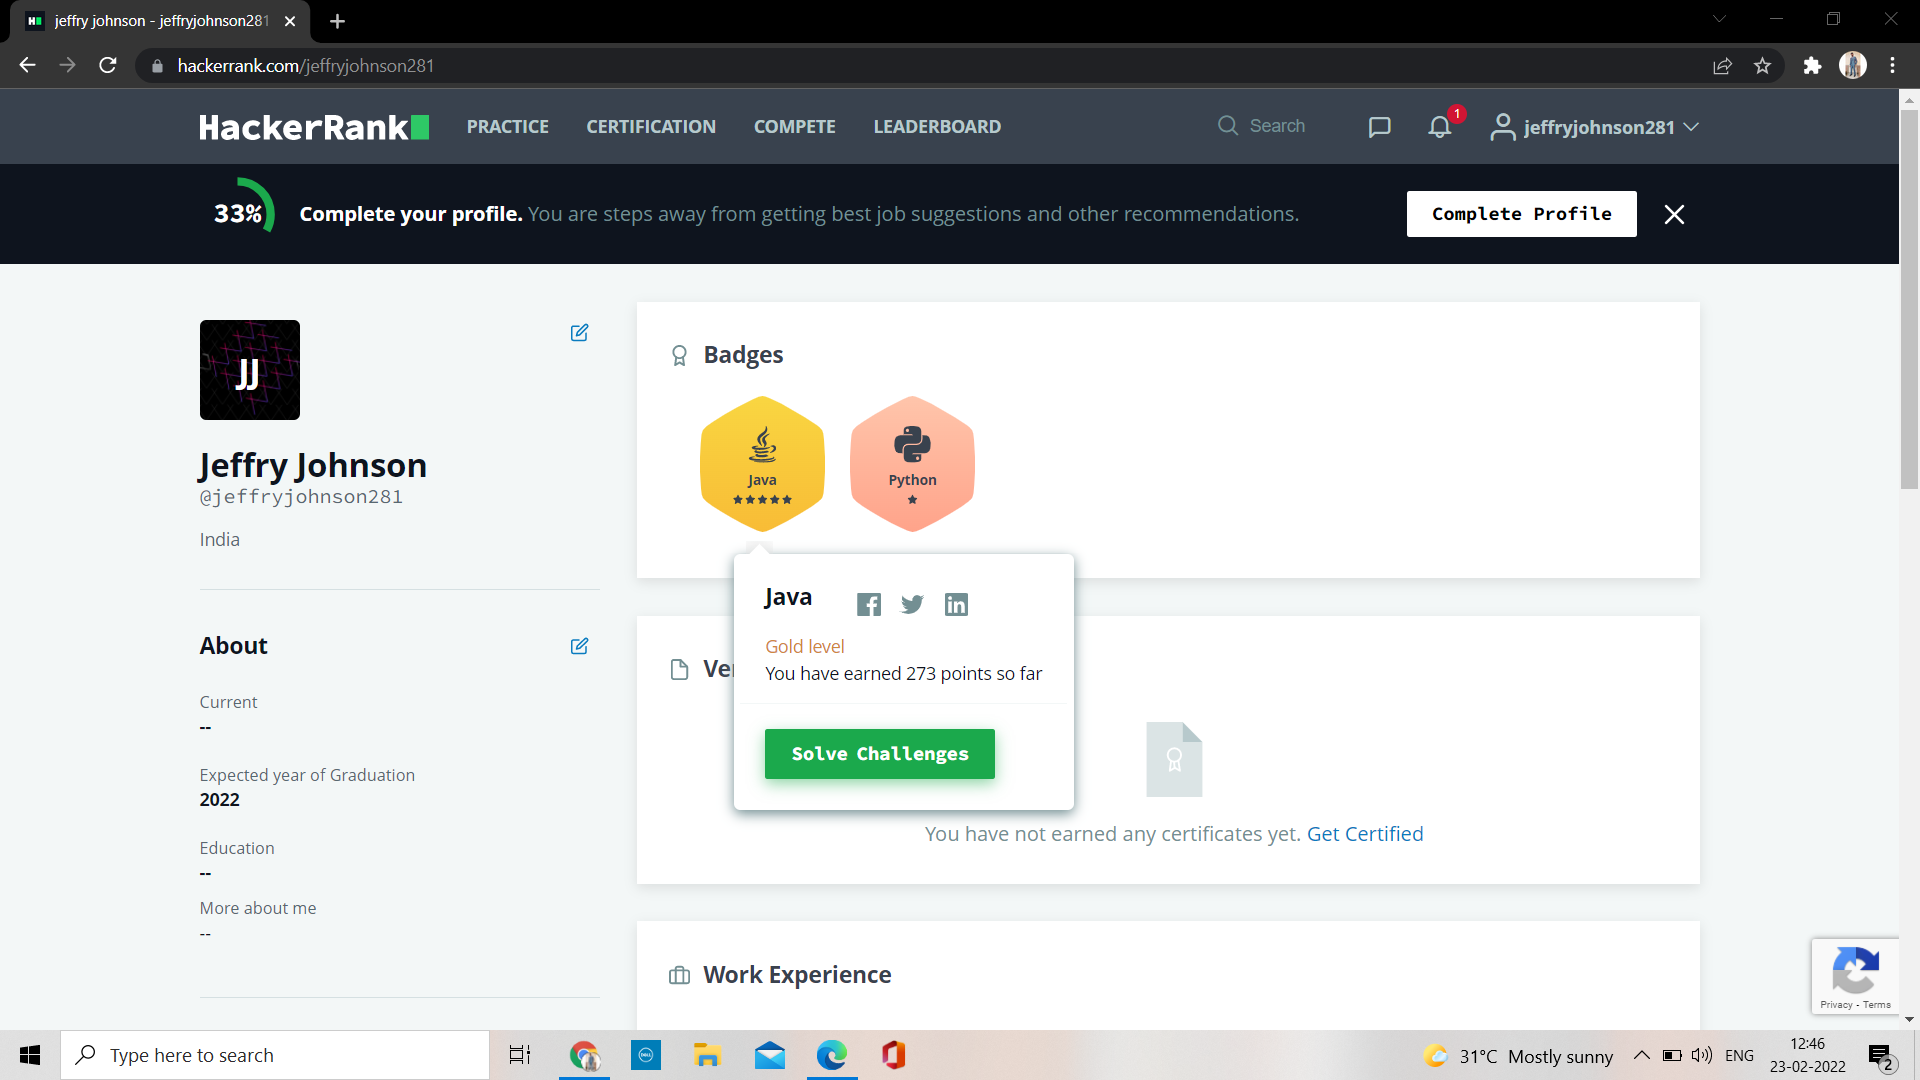 jeffry johnson - jeffryjohnson281
hackerrank.com/jeffryjohnson281
HackerRank
PRACTICE
CERTIFICATION
COMPETE
LEADERBOARD
Search
1
jeffryjohnson281
33%
Complete your profile. You are steps away from getting best job suggestions and other recommendations.
Complete Profile
JJ
Jeffry Johnson
@jeffryjohnson281
India
About
Current
--
Expected year of Graduation
2022
Education
--
More about me
--
Badges
Java
Python
Java
Gold level
You have earned 273 points so far
Solve Challenges
You have not earned any certificates yet. Get Certified
Work Experience
Privacy - Terms
Type here to search
DELL
31°C Mostly sunny
ENG
12:46
23-02-2022
2